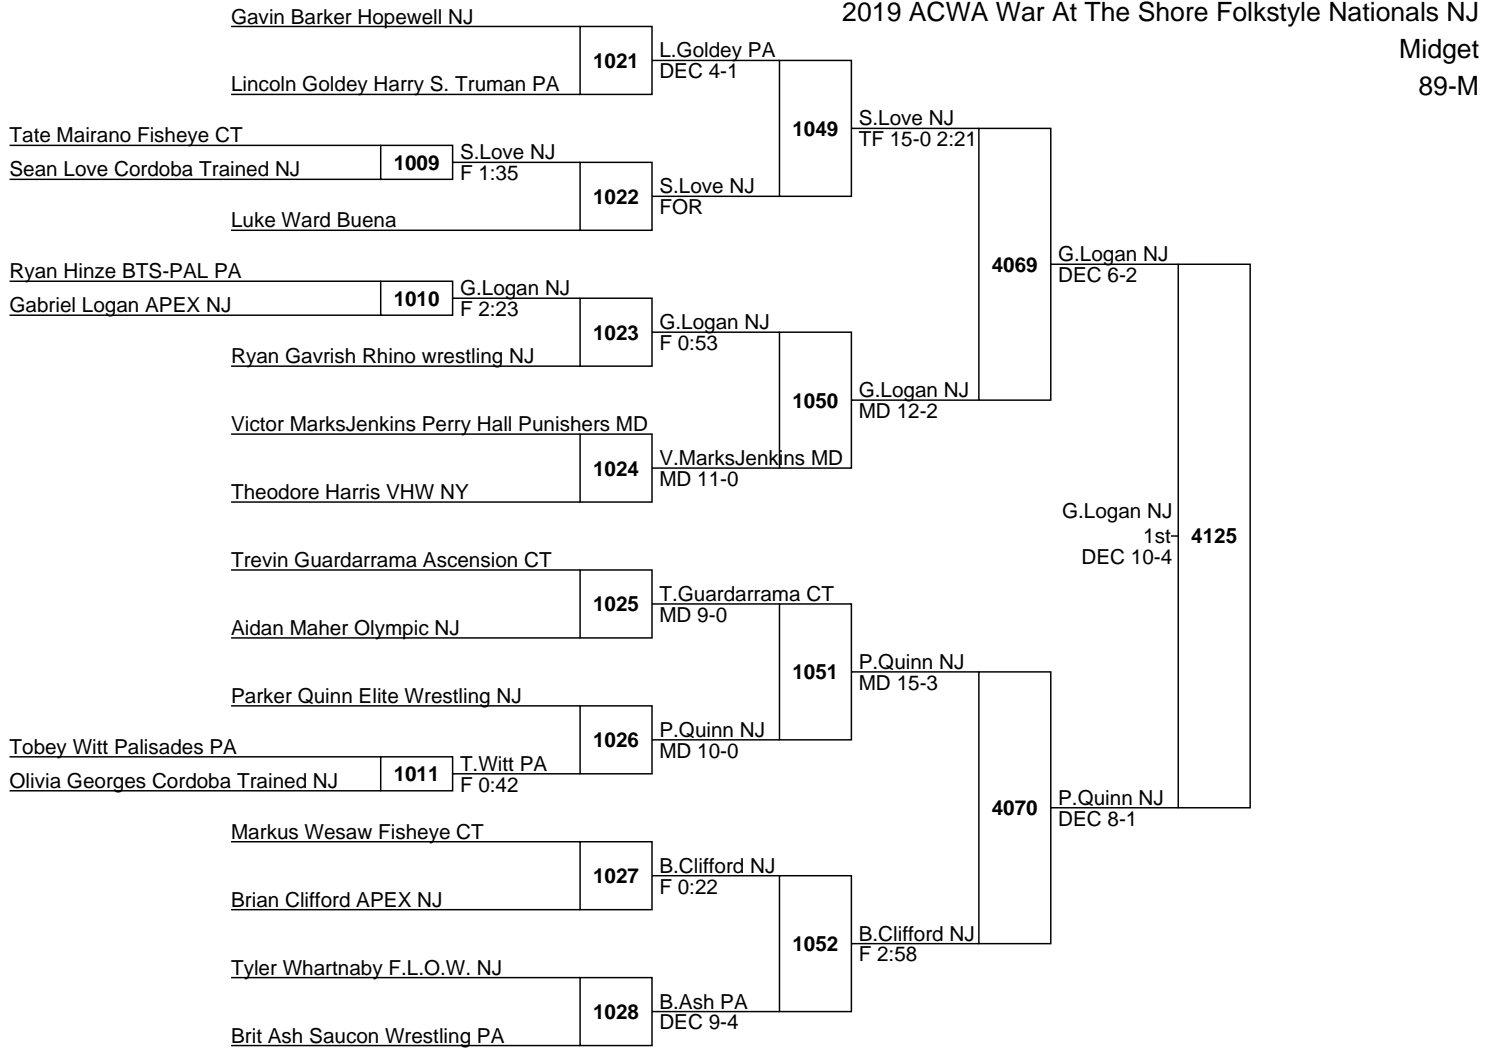 2019 ACWA War At The Shore Folkstyle Nationals NJ
Midget
89-M
Gavin Barker Hopewell NJ
1021
L.Goldey PA
DEC 4-1
Lincoln Goldey Harry S. Truman PA
1049
S.Love NJ
TF 15-0 2:21
Tate Mairano Fisheye CT
1009
S.Love NJ
F 1:35
Sean Love Cordoba Trained NJ
1022
S.Love NJ
FOR
Luke Ward Buena
4069
G.Logan NJ
DEC 6-2
Ryan Hinze BTS-PAL PA
1010
G.Logan NJ
F 2:23
Gabriel Logan APEX NJ
1023
G.Logan NJ
F 0:53
Ryan Gavrish Rhino wrestling NJ
1050
G.Logan NJ
MD 12-2
Victor MarksJenkins Perry Hall Punishers MD
1024
V.MarksJenkins MD
MD 11-0
Theodore Harris VHW NY
G.Logan NJ
1st
4125
DEC 10-4
Trevin Guardarrama Ascension CT
1025
T.Guardarrama CT
MD 9-0
Aidan Maher Olympic NJ
1051
P.Quinn NJ
MD 15-3
Parker Quinn Elite Wrestling NJ
1026
P.Quinn NJ
MD 10-0
Tobey Witt Palisades PA
1011
T.Witt PA
F 0:42
Olivia Georges Cordoba Trained NJ
4070
P.Quinn NJ
DEC 8-1
Markus Wesaw Fisheye CT
1027
B.Clifford NJ
F 0:22
Brian Clifford APEX NJ
1052
B.Clifford NJ
F 2:58
Tyler Whartnaby F.L.O.W. NJ
1028
B.Ash PA
DEC 9-4
Brit Ash Saucon Wrestling PA